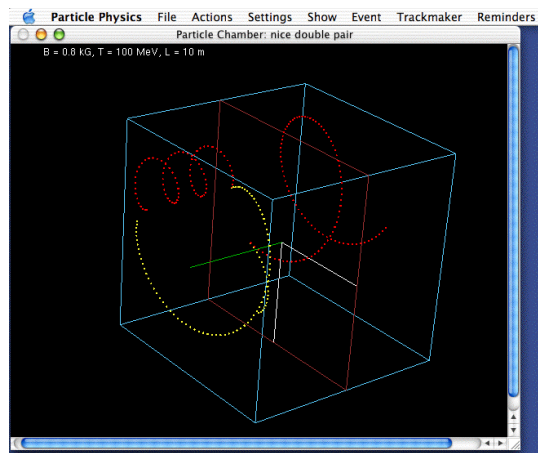 Particle Physics File Actions Settings Show Event Trackmaker Reminders
Particle Chamber: nice double pair
B = 0.8 kG, T = 100 MeV, L = 10 m